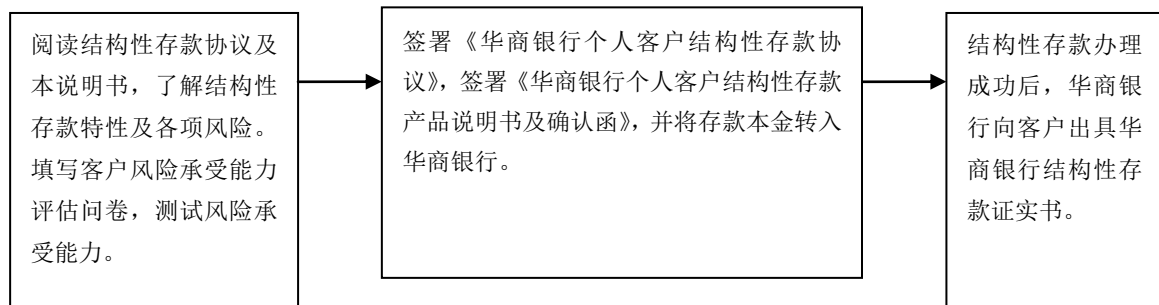 阅读结构性存款协议及
本说明书，了解结构性
存款特性及各项风险。
填写客户风险承受能力
评估问卷，测试风险承
受能力。
签署《华商银行个人客户结构性存款协
议》，签署《华商银行个人客户结构性存款
产品说明书及确认函》，并将存款本金转入
华商银行。
结构性存款办理
成功后，华商银
行向客户出具华
商银行结构性存
款证实书。